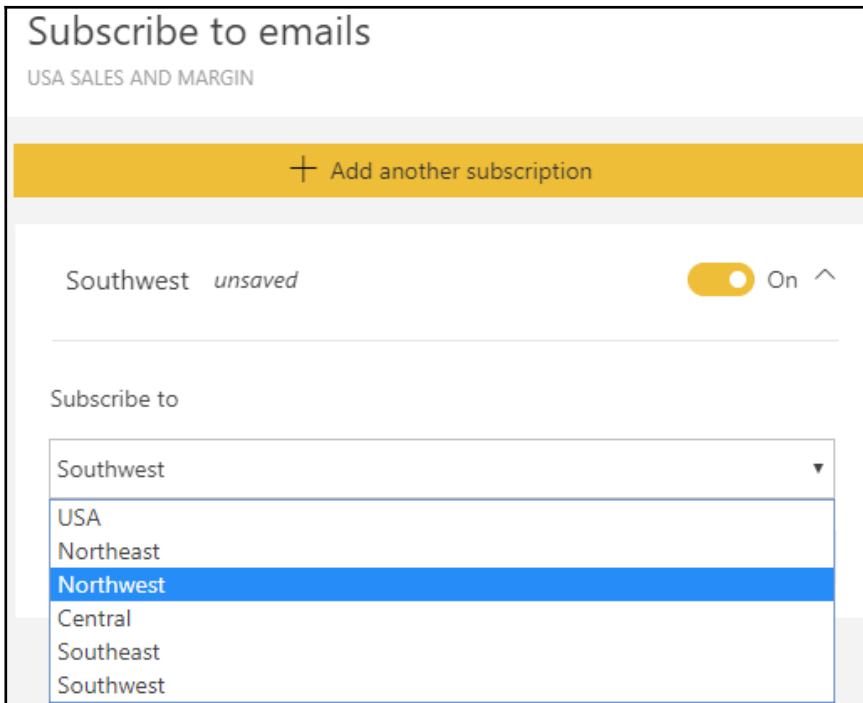 Subscribe to emails
USA SALES AND MARGIN
+ Add another subscription
Southwest unsaved On
Subscribe to
Southwest
USA
Northeast
Northwest
Central
Southeast
Southwest